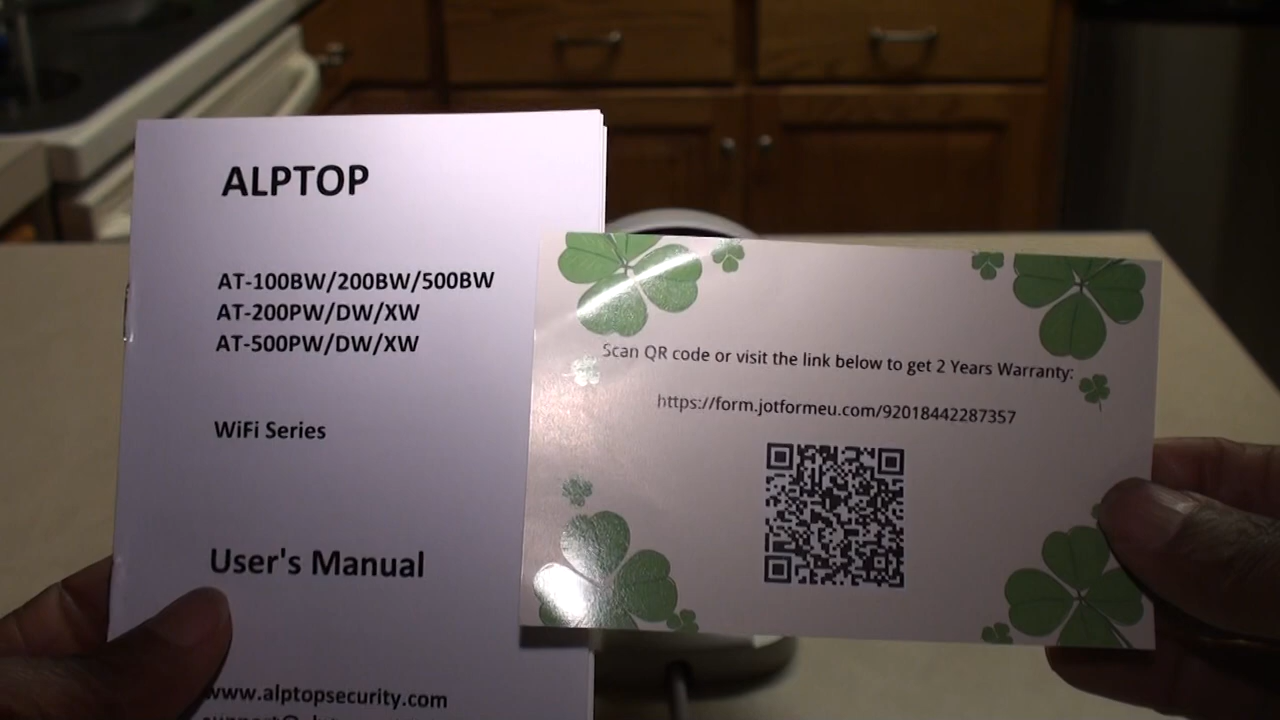 ALPTOP
AT-100BW/200BW/500BW
AT-200PW/DW/XW
AT-500PW/DW/XW
WiFi Series
User's Manual
www.alptopsecurity.com
Scan QR code or visit the link below to get 2 Years Warranty:
https://form.jotformeu.com/92018442287357